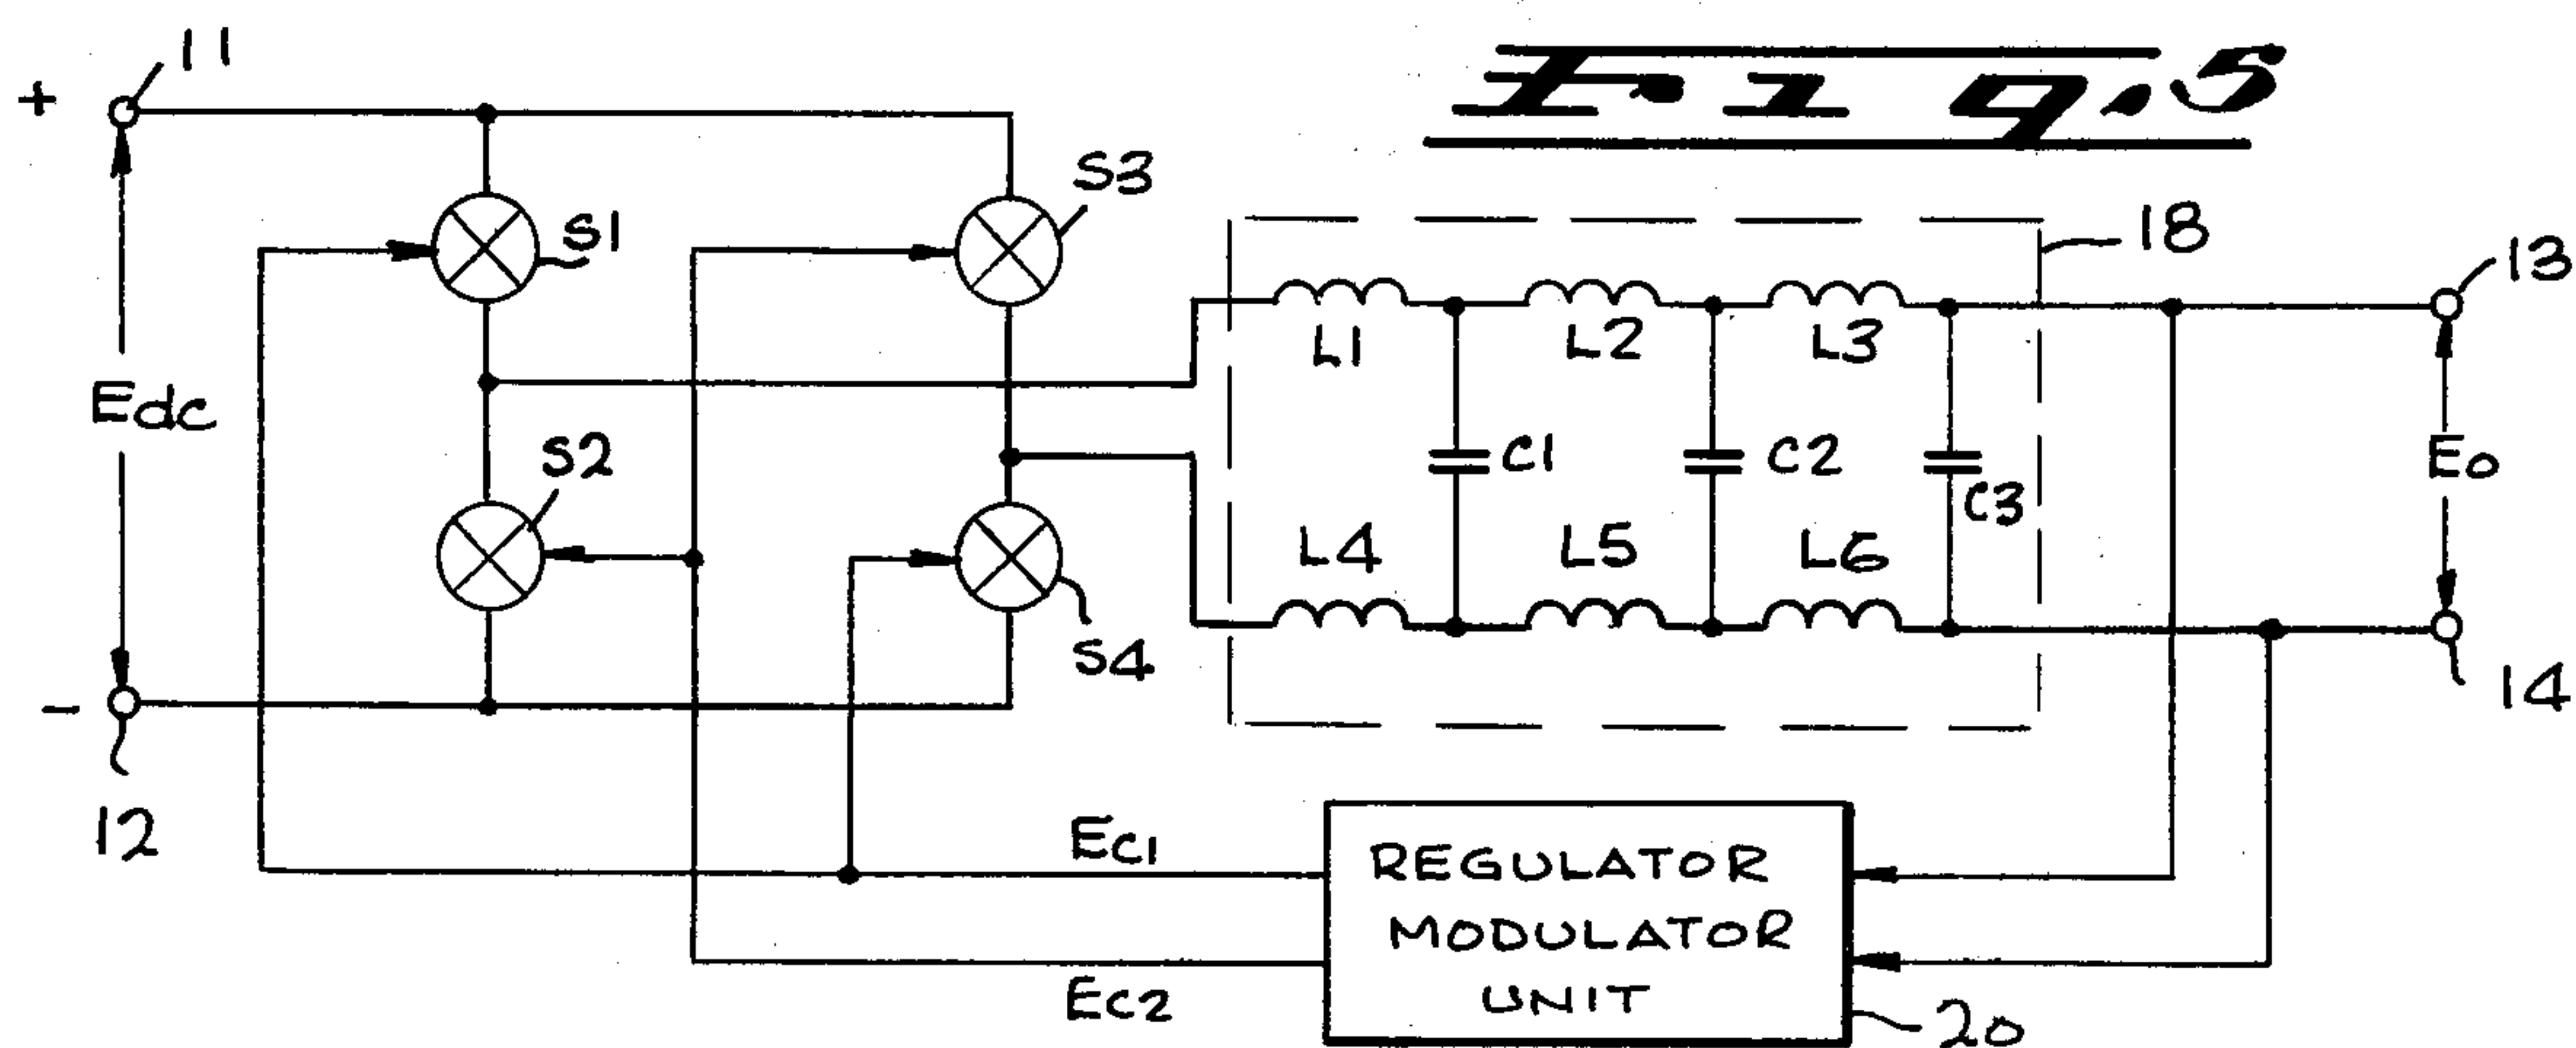 Fig. 5
+
11
S1
S3
18
13
Edc
L1
L2
L3
S2
C1
C2
C3
Eo
L4
L5
L6
S4
-
12
14
Ec1
REGULATOR
MODULATOR
UNIT
Ec2
20